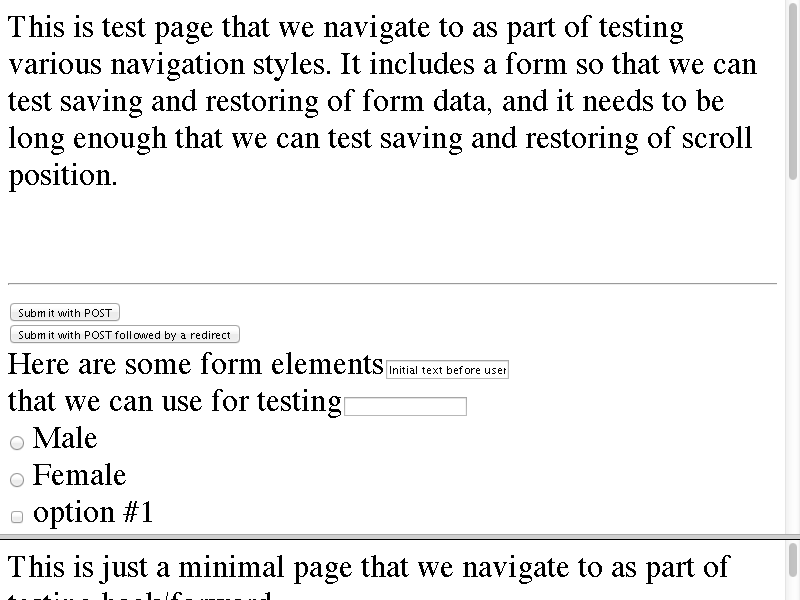 This is test page that we navigate to as part of testing
various navigation styles. It includes a form so that we can
test saving and restoring of form data, and it needs to be
long enough that we can test saving and restoring of scroll
position.
Submit with POST
Submit with POST followed by a redirect
Here are some form elements Initial text before user
that we can use for testing
Male
Female
option #1
This is just a minimal page that we navigate to as part of
testing back/forward